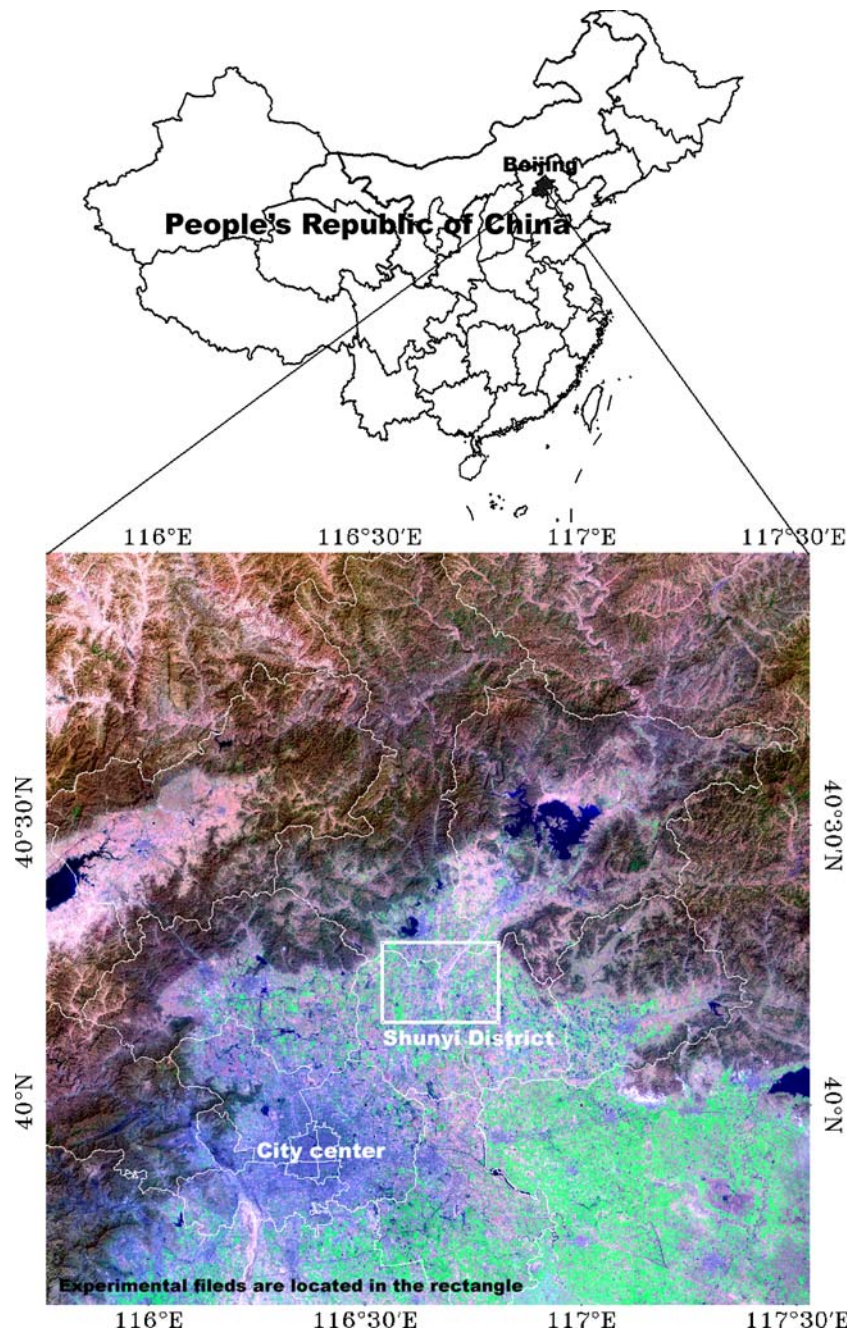 Beijing
People's Republic of China
116°E 116°30′E 117°E 117°30′E
40°30′N 40°30′N
Shunyi District
40°N 40°N
City center
Experimental fileds are located in the rectangle
116°E 116°30′E 117°E 117°30′E